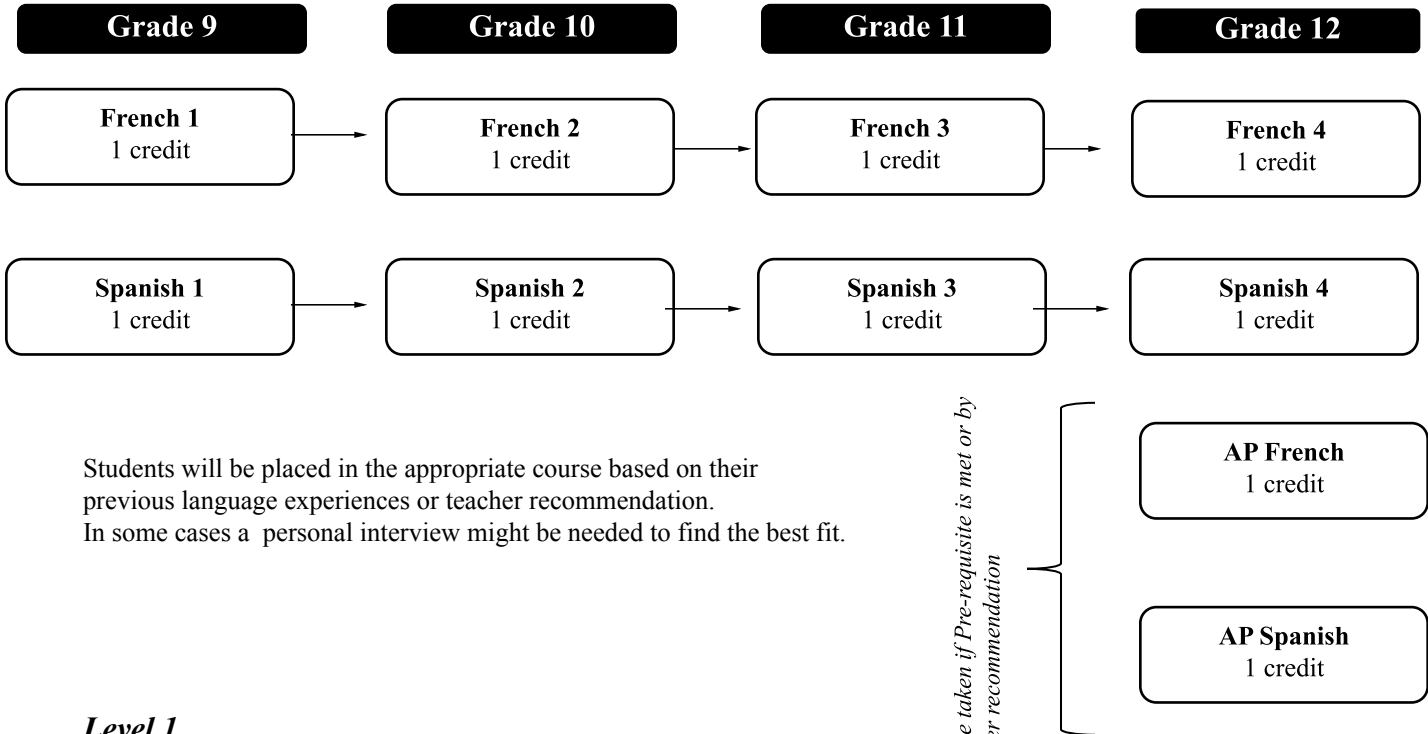 Grade 9
Grade 10
Grade 11
Grade 12
French 1
1 credit
French 2
1 credit
French 3
1 credit
French 4
1 credit
Spanish 1
1 credit
Spanish 2
1 credit
Spanish 3
1 credit
Spanish 4
1 credit
Students will be placed in the appropriate course based on their
previous language experiences or teacher recommendation.
In some cases a personal interview might be needed to find the best fit.
taken if Pre-requisite is met or by
recommendation
AP French
1 credit
AP Spanish
1 credit
Level 1